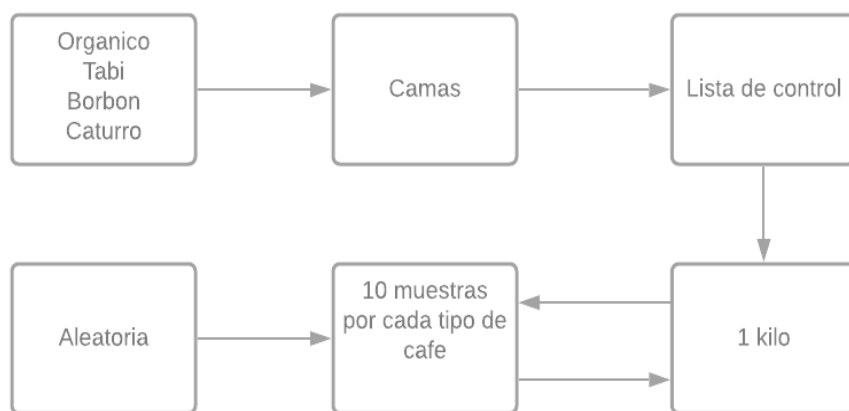 Organico
Tabi
Borbon
Caturro
Camas
Lista de control
Aleatoria
10 muestras
por cada tipo de
cafe
1 kilo